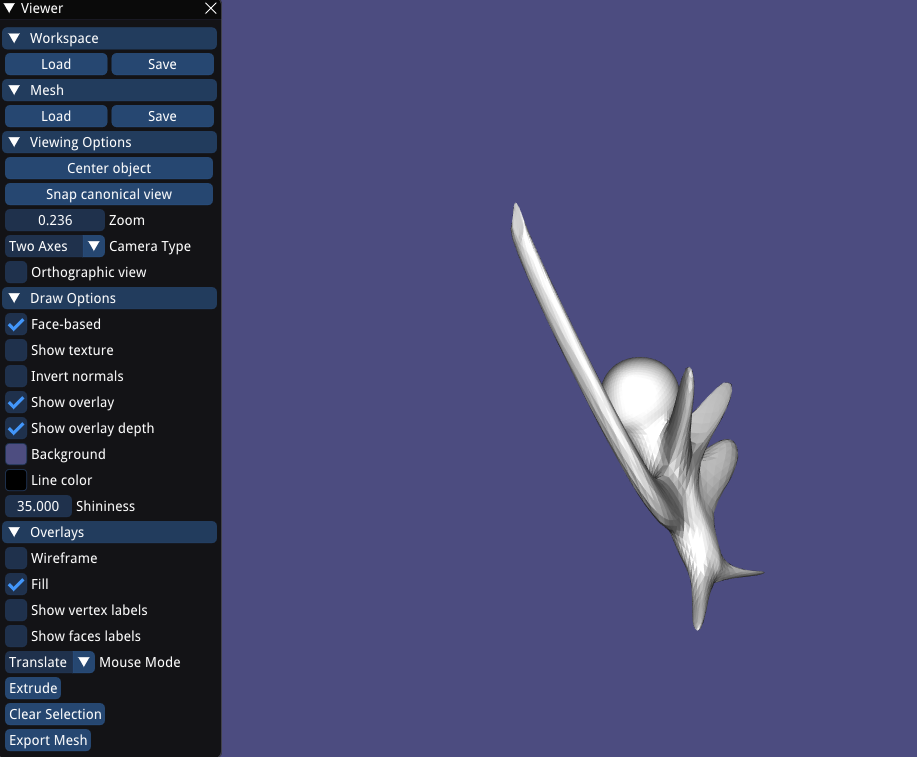 Viewer
Workspace
Load Save
Mesh
Load Save
Viewing Options
Center object
Snap canonical view
0.236 Zoom
Two Axes Camera Type
Orthographic view
Draw Options
Face-based
Show texture
Invert normals
Show overlay
Show overlay depth
Background
Line color
35.000 Shininess
Overlays
Wireframe
Fill
Show vertex labels
Show faces labels
Translate Mouse Mode
Extrude
Clear Selection
Export Mesh